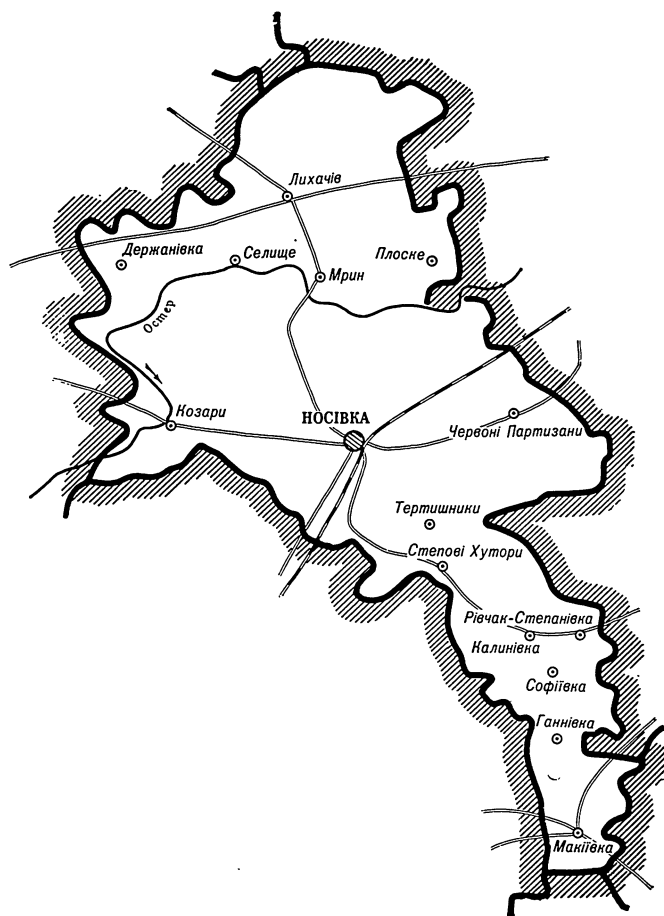 Лихачів
Держанівка
Селище
Плоске
Мрин
Остер
Козари
НОСІВКА
Червоні Партизани
Тертишники
Степові Хутори
Рівчак-Степанівка
Калинівка
Софіївка
Ганнівка
Макіївка